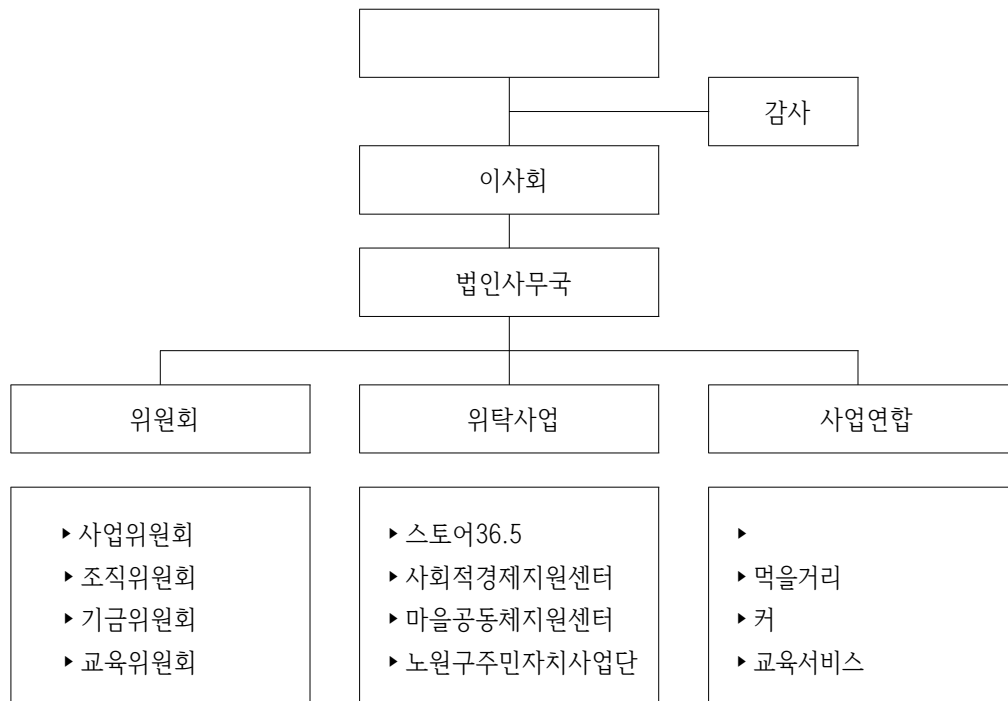 감사
이사회
법인사무국
위원회
위탁사업
사업연합
▸사업위원회
▸조직위원회
▸기금위원회
▸교육위원회
▸스토어36.5
▸사회적경제지원센터
▸마을공동체지원센터
▸노원구주민자치사업단
▸
▸먹을거리
▸커
▸교육서비스